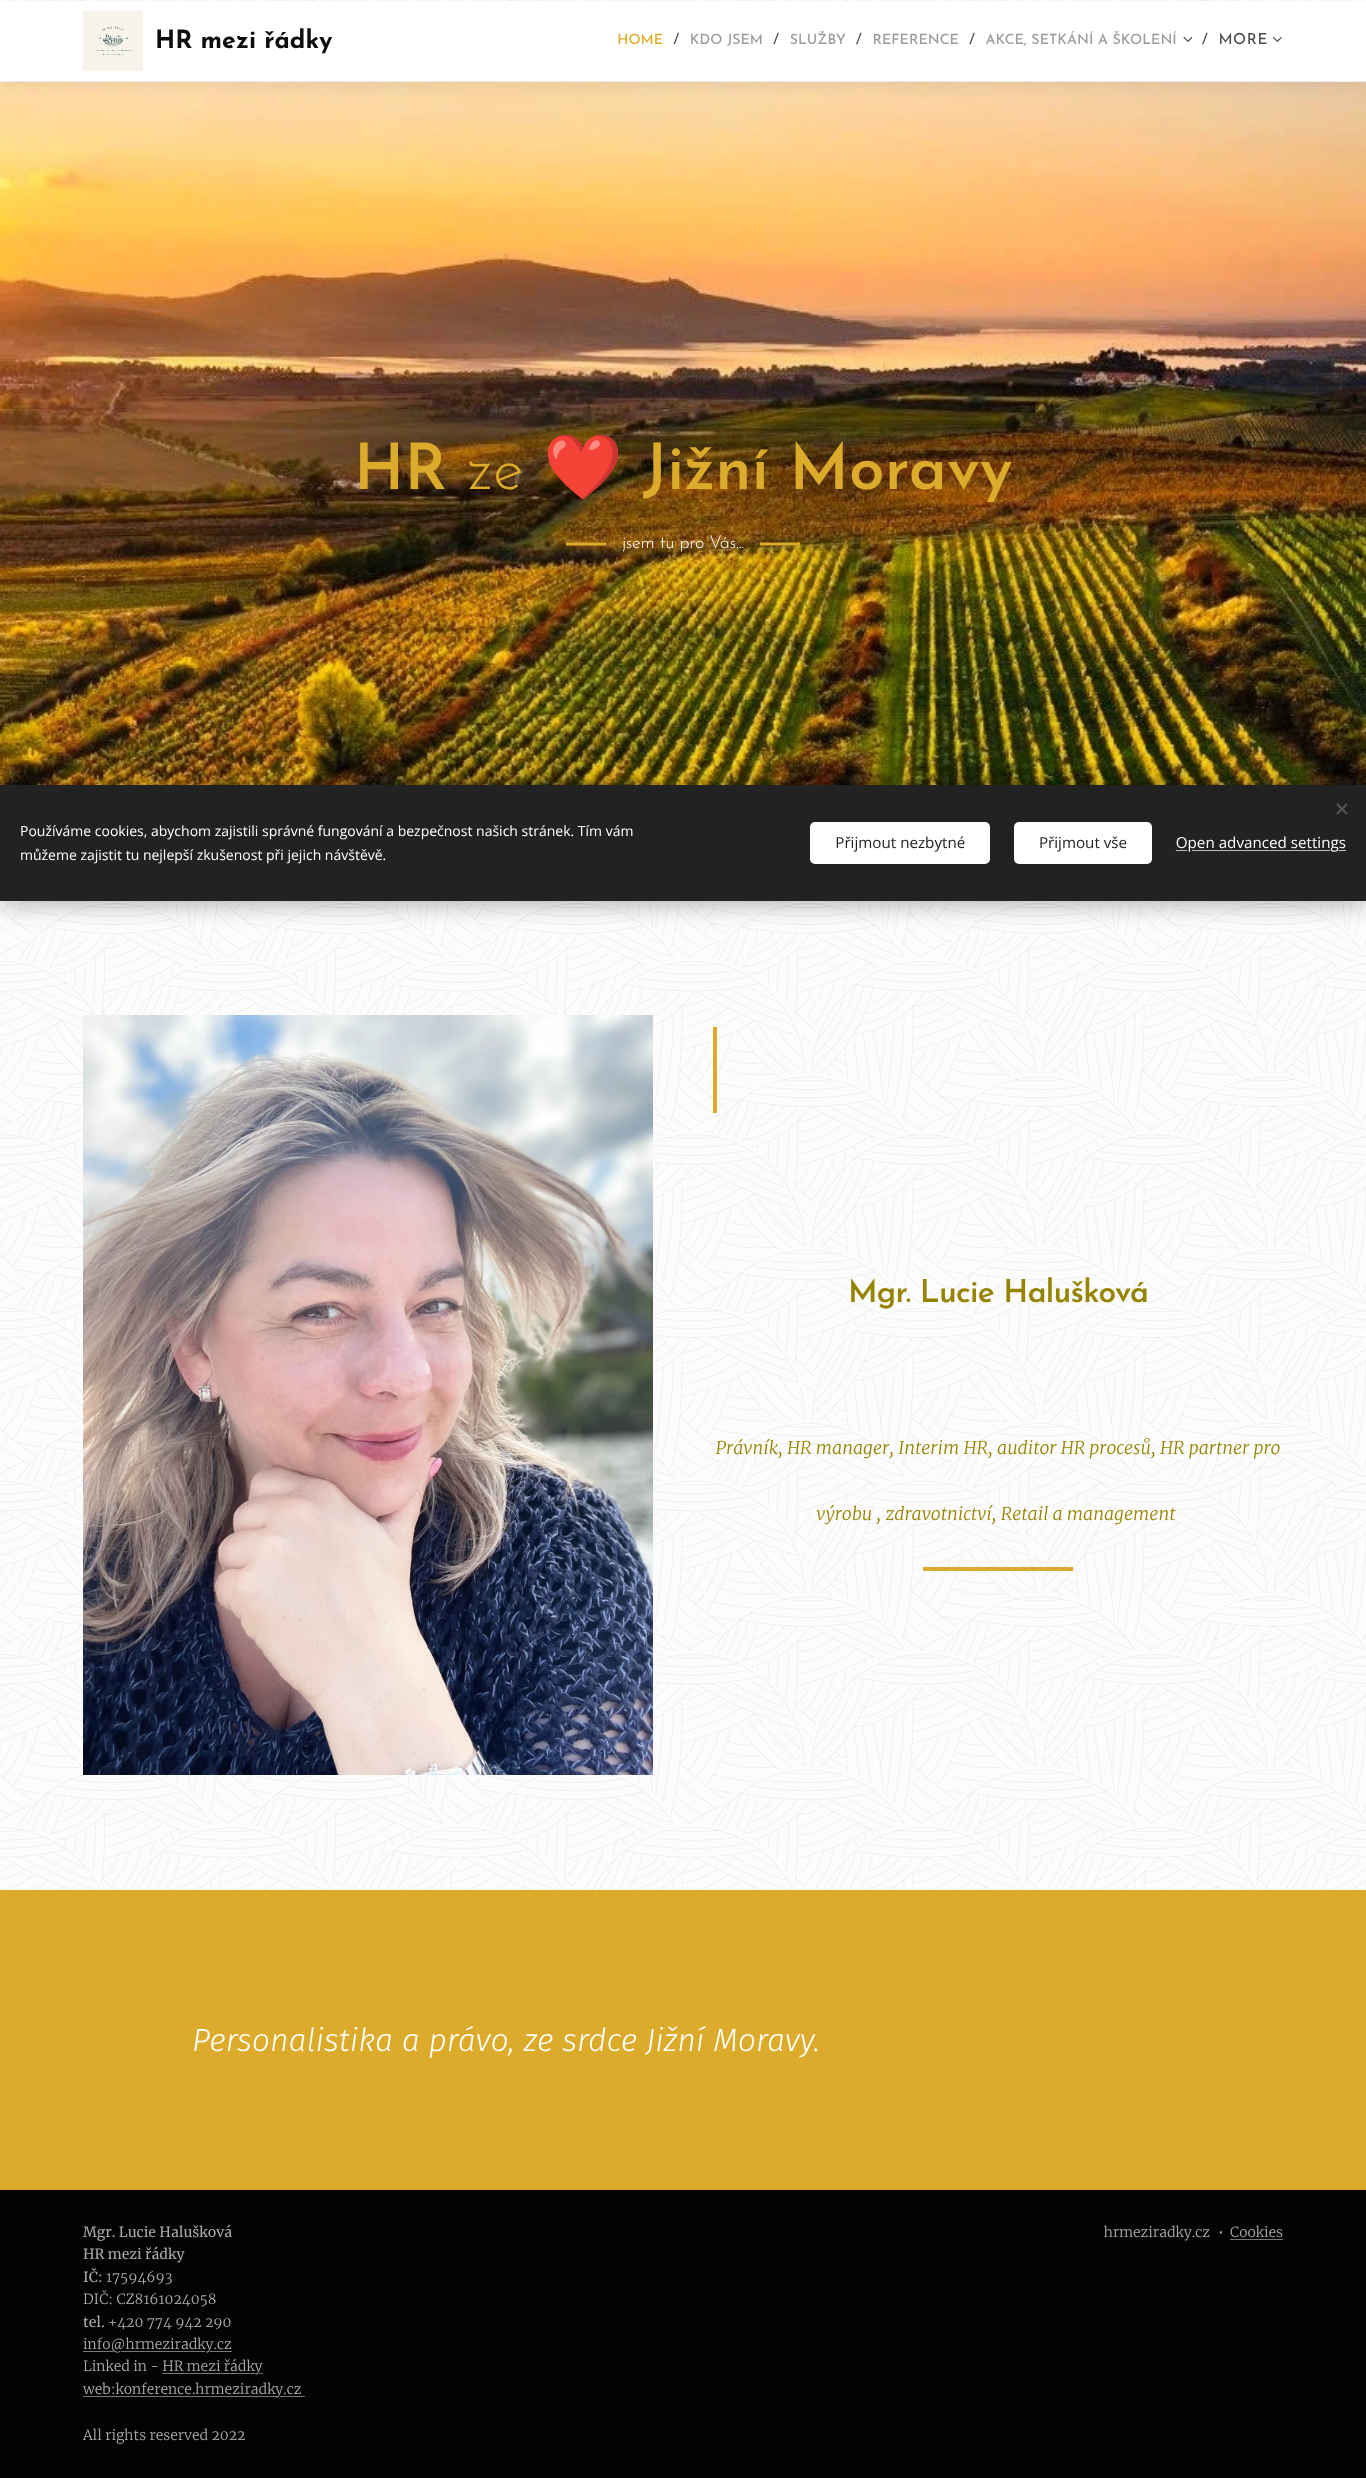 HR mezi řádky
HOME / KDO JSEM / SLUŽBY / REFERENCE / AKCE, SETKÁNÍ A ŠKOLENÍ / MORE
HR ze ❤️ Jižní Moravy
jsem tu pro Vás...
Používáme cookies, abychom zajistili správné fungování a bezpečnost našich stránek. Tím vám
můžeme zajistit tu nejlepší zkušenost při jejich návštěvě.
Přijmout nezbytné
Přijmout vše
Open advanced settings
Mgr. Lucie Halušková
Právník, HR manager, Interim HR, auditor HR procesů, HR partner pro
výrobu , zdravotnictví, Retail a management
Personalistika a právo, ze srdce Jižní Moravy.
Mgr. Lucie Halušková
HR mezi řádky
IČ: 17594693
DIČ: CZ8161024058
tel. +420 774 942 290
info@hrmeziradky.cz
Linked in - HR mezi řádky
web:konference.hrmeziradky.cz
All rights reserved 2022
hrmeziradky.cz • Cookies